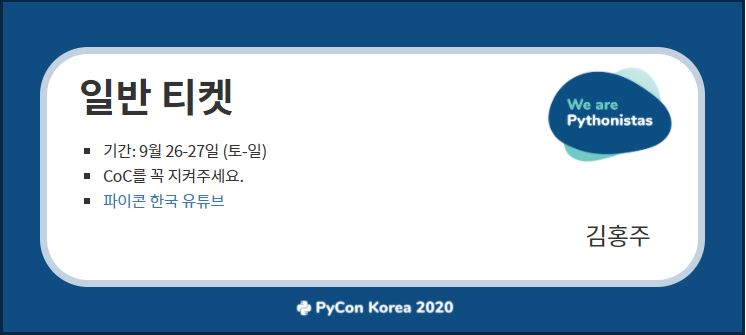 일반 티켓
We are
Pythonistas
기간: 9월 26-27일 (토-일)
CoC를 꼭 지켜주세요.
파이콘 한국 유튜브
김홍주
PyCon Korea 2020